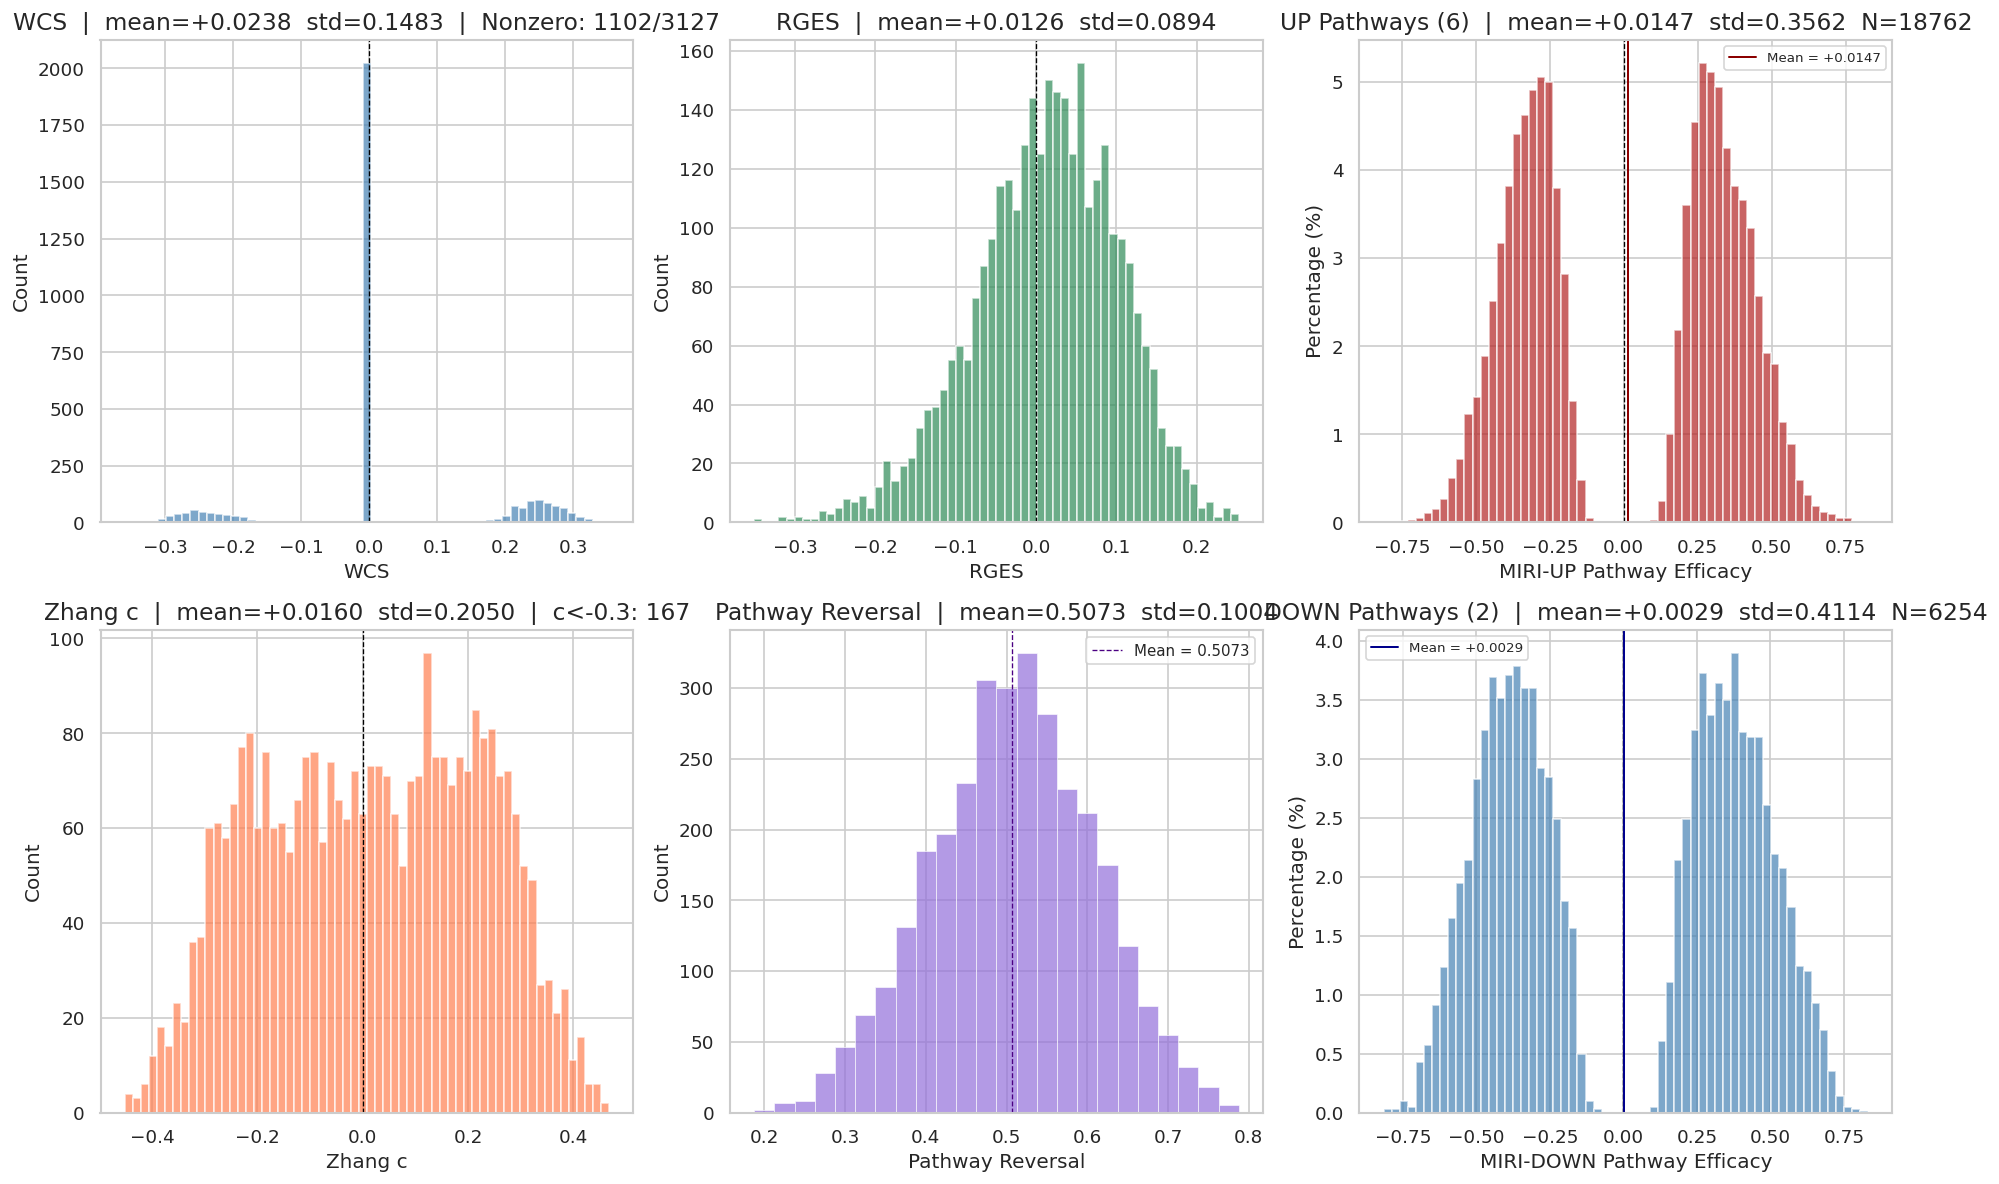 WCS | mean=+0.0238 std=0.1483 | Nonzero: 1102/3127
2000
1750
1500
1250
1000
750
500
250
0
Count
−0.3 −0.2 −0.1 0.0 0.1 0.2 0.3
WCS
RGES | mean=+0.0126 std=0.0894
160
140
120
100
80
60
40
20
0
Count
−0.3 −0.2 −0.1 0.0 0.1 0.2
RGES
UP Pathways (6) | mean=+0.0147 std=0.3562 N=18762
Mean = +0.0147
5
4
3
2
1
0
Percentage (%)
−0.75 −0.50 −0.25 0.00 0.25 0.50 0.75
MIRI-UP Pathway Efficacy
Zhang c | mean=+0.0160 std=0.2050 | c<-0.3: 167
100
80
60
40
20
0
Count
−0.4 −0.2 0.0 0.2 0.4
Zhang c
Pathway Reversal | mean=0.5073 std=0.1004
Mean = 0.5073
300
250
200
150
100
50
0
Count
0.2 0.3 0.4 0.5 0.6 0.7 0.8
Pathway Reversal
DOWN Pathways (2) | mean=+0.0029 std=0.4114 N=6254
Mean = +0.0029
4.0
3.5
3.0
2.5
2.0
1.5
1.0
0.5
0.0
Percentage (%)
−0.75 −0.50 −0.25 0.00 0.25 0.50 0.75
MIRI-DOWN Pathway Efficacy